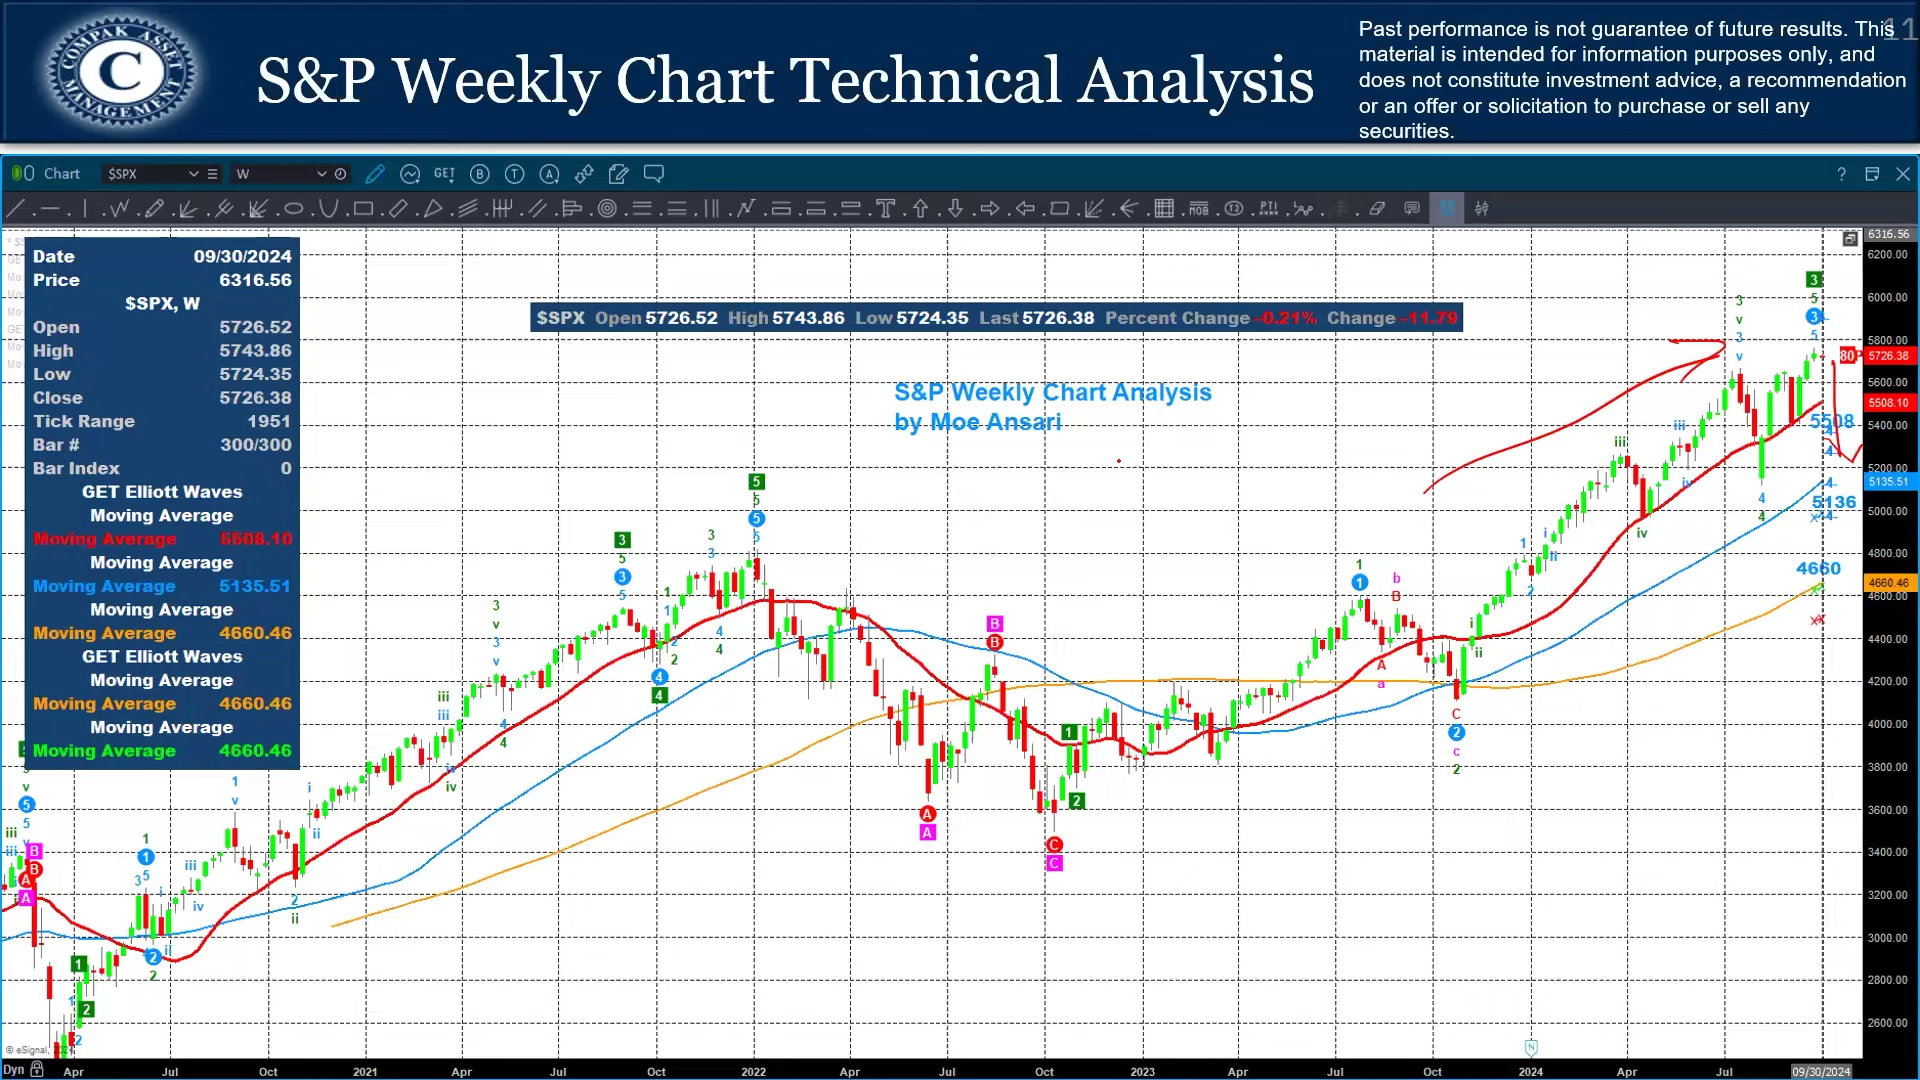 COMPAK ASSET
C
MANAGEMENT
S&P Weekly Chart Technical Analysis
Past performance is not guarantee of future results. This
material is intended for information purposes only, and
does not constitute investment advice, a recommendation
or an offer or solicitation to purchase or sell any
securities.
11
Chart $SPX W GET B T A ?
T MOB T3 PTI
Date 09/30/2024
Price 6316.56
$SPX, W
Open 5726.52
High 5743.86
Low 5724.35
Close 5726.38
Tick Range 1951
Bar # 300/300
Bar Index 0
GET Elliott Waves
Moving Average
Moving Average 5508.10
Moving Average
Moving Average 5135.51
Moving Average
Moving Average 4660.46
GET Elliott Waves
Moving Average
Moving Average 4660.46
Moving Average
Moving Average 4660.46
$SPX Open 5726.52 High 5743.86 Low 5724.35 Last 5726.38 Percent Change -0.21% Change -11.79
S&P Weekly Chart Analysis
by Moe Ansari
5508
5136
4660
6316.56
6200.00
6000.00
5800.00
5726.38
5600.00
5508.10
5400.00
5200.00
5135.51
5000.00
4800.00
4660.46
4600.00
4400.00
4200.00
4000.00
3800.00
3600.00
3400.00
3200.00
3000.00
2800.00
2600.00
© eSignal,
Dyn Apr Jul Oct 2021 Apr Jul Oct 2022 Apr Jul Oct 2023 Apr Jul Oct 2024 Apr Jul 09/30/2024